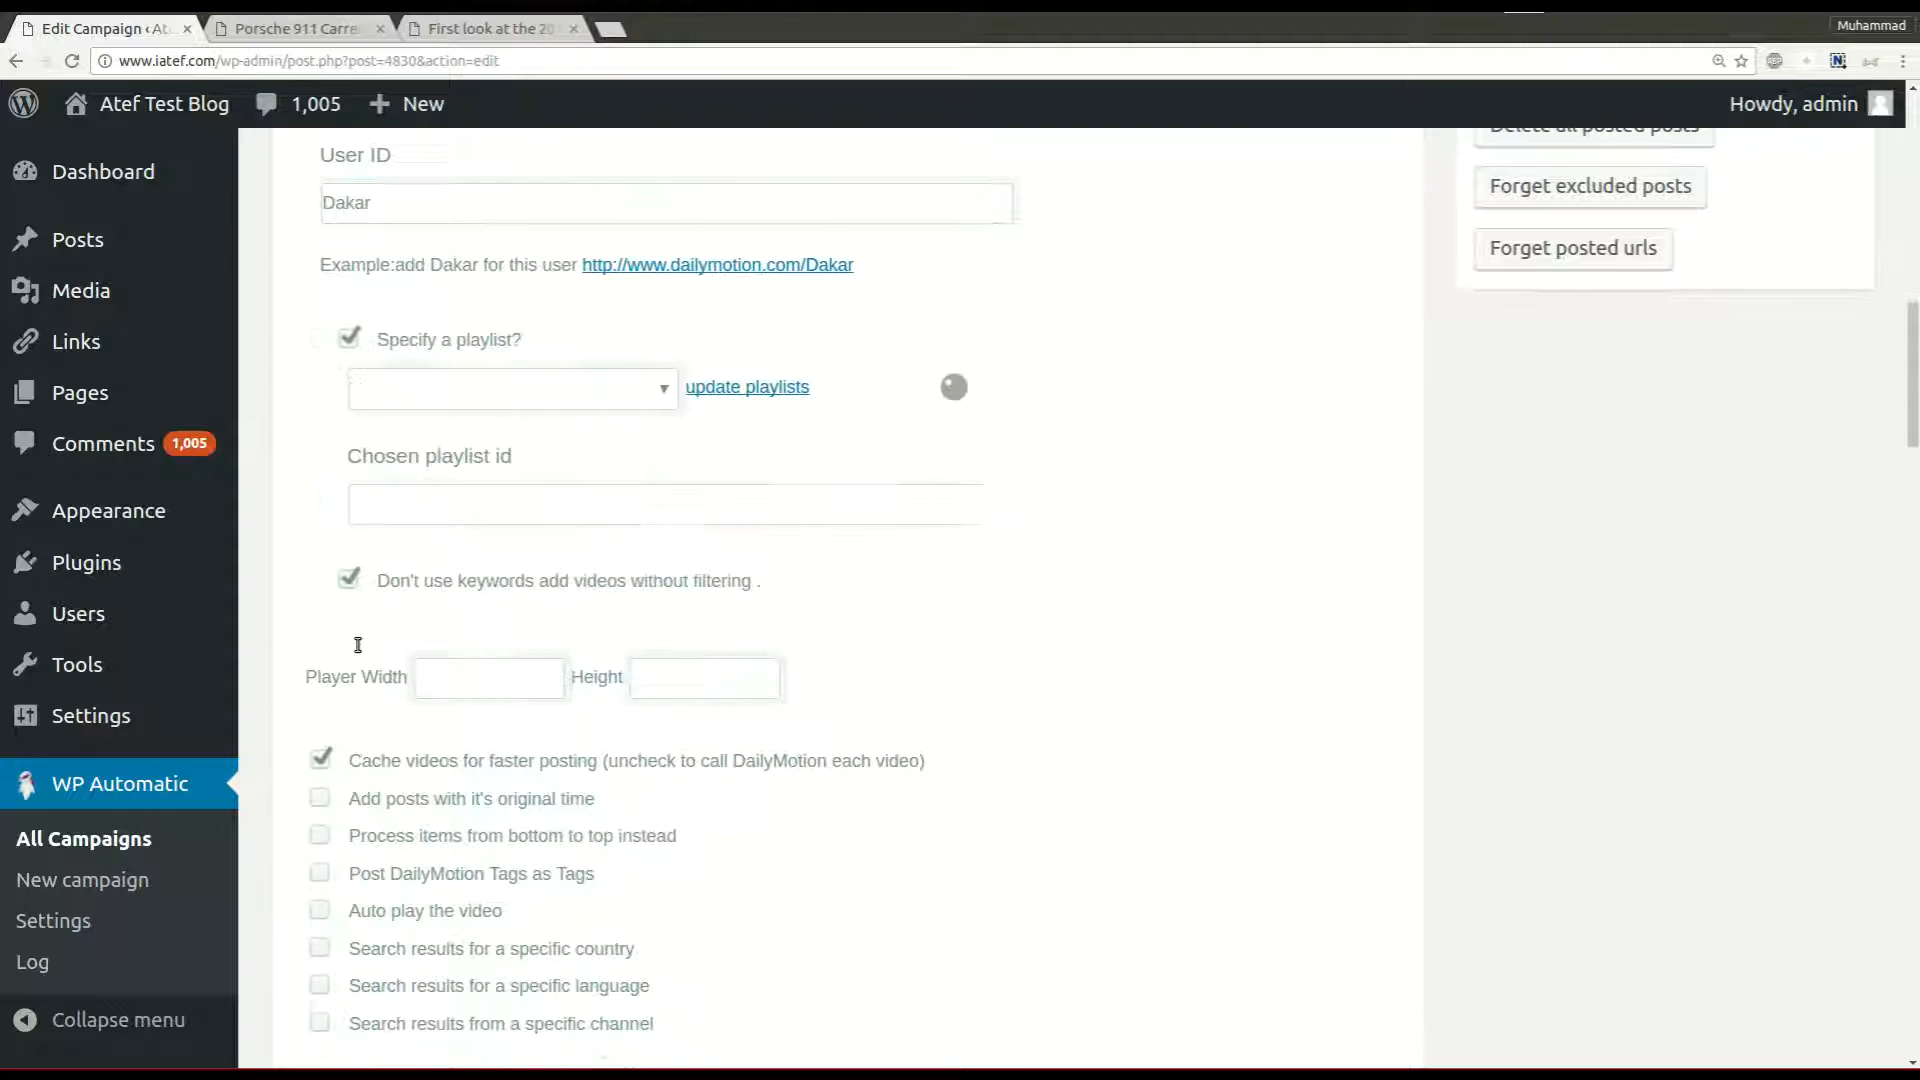 Edit Campaign ‹ At
Porsche 911 Carre
First look at the 20
Muhammad
www.iatef.com/wp-admin/post.php?post=4830&action=edit
Atef Test Blog
1,005
New
Howdy, admin
Dashboard
Posts
Media
Links
Pages
Comments 1,005
Appearance
Plugins
Users
Tools
Settings
WP Automatic
All Campaigns
New campaign
Settings
Log
Collapse menu
User ID
Dakar
Example:add Dakar for this user http://www.dailymotion.com/Dakar
Specify a playlist?
update playlists
Chosen playlist id
Don't use keywords add videos without filtering .
Player Width
Height
Cache videos for faster posting (uncheck to call DailyMotion each video)
Add posts with it's original time
Process items from bottom to top instead
Post DailyMotion Tags as Tags
Auto play the video
Search results for a specific country
Search results for a specific language
Search results from a specific channel
Delete all posted posts
Forget excluded posts
Forget posted urls